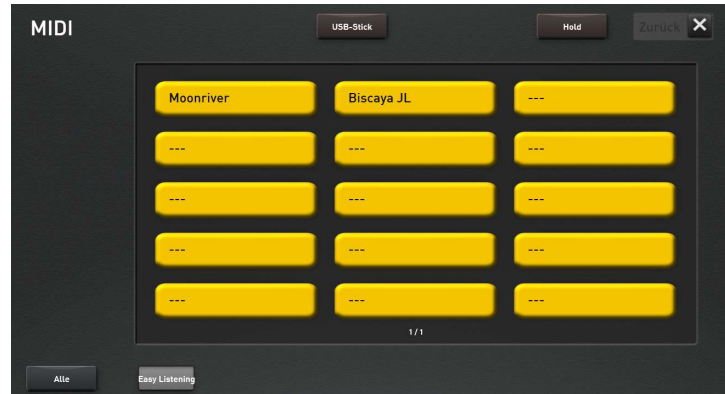 MIDI
USB-Stick
Hold
Zurück
Moonriver
Biscaya JL
---
---
---
---
---
---
---
---
---
---
---
---
---
1/1
Alle
Easy Listening